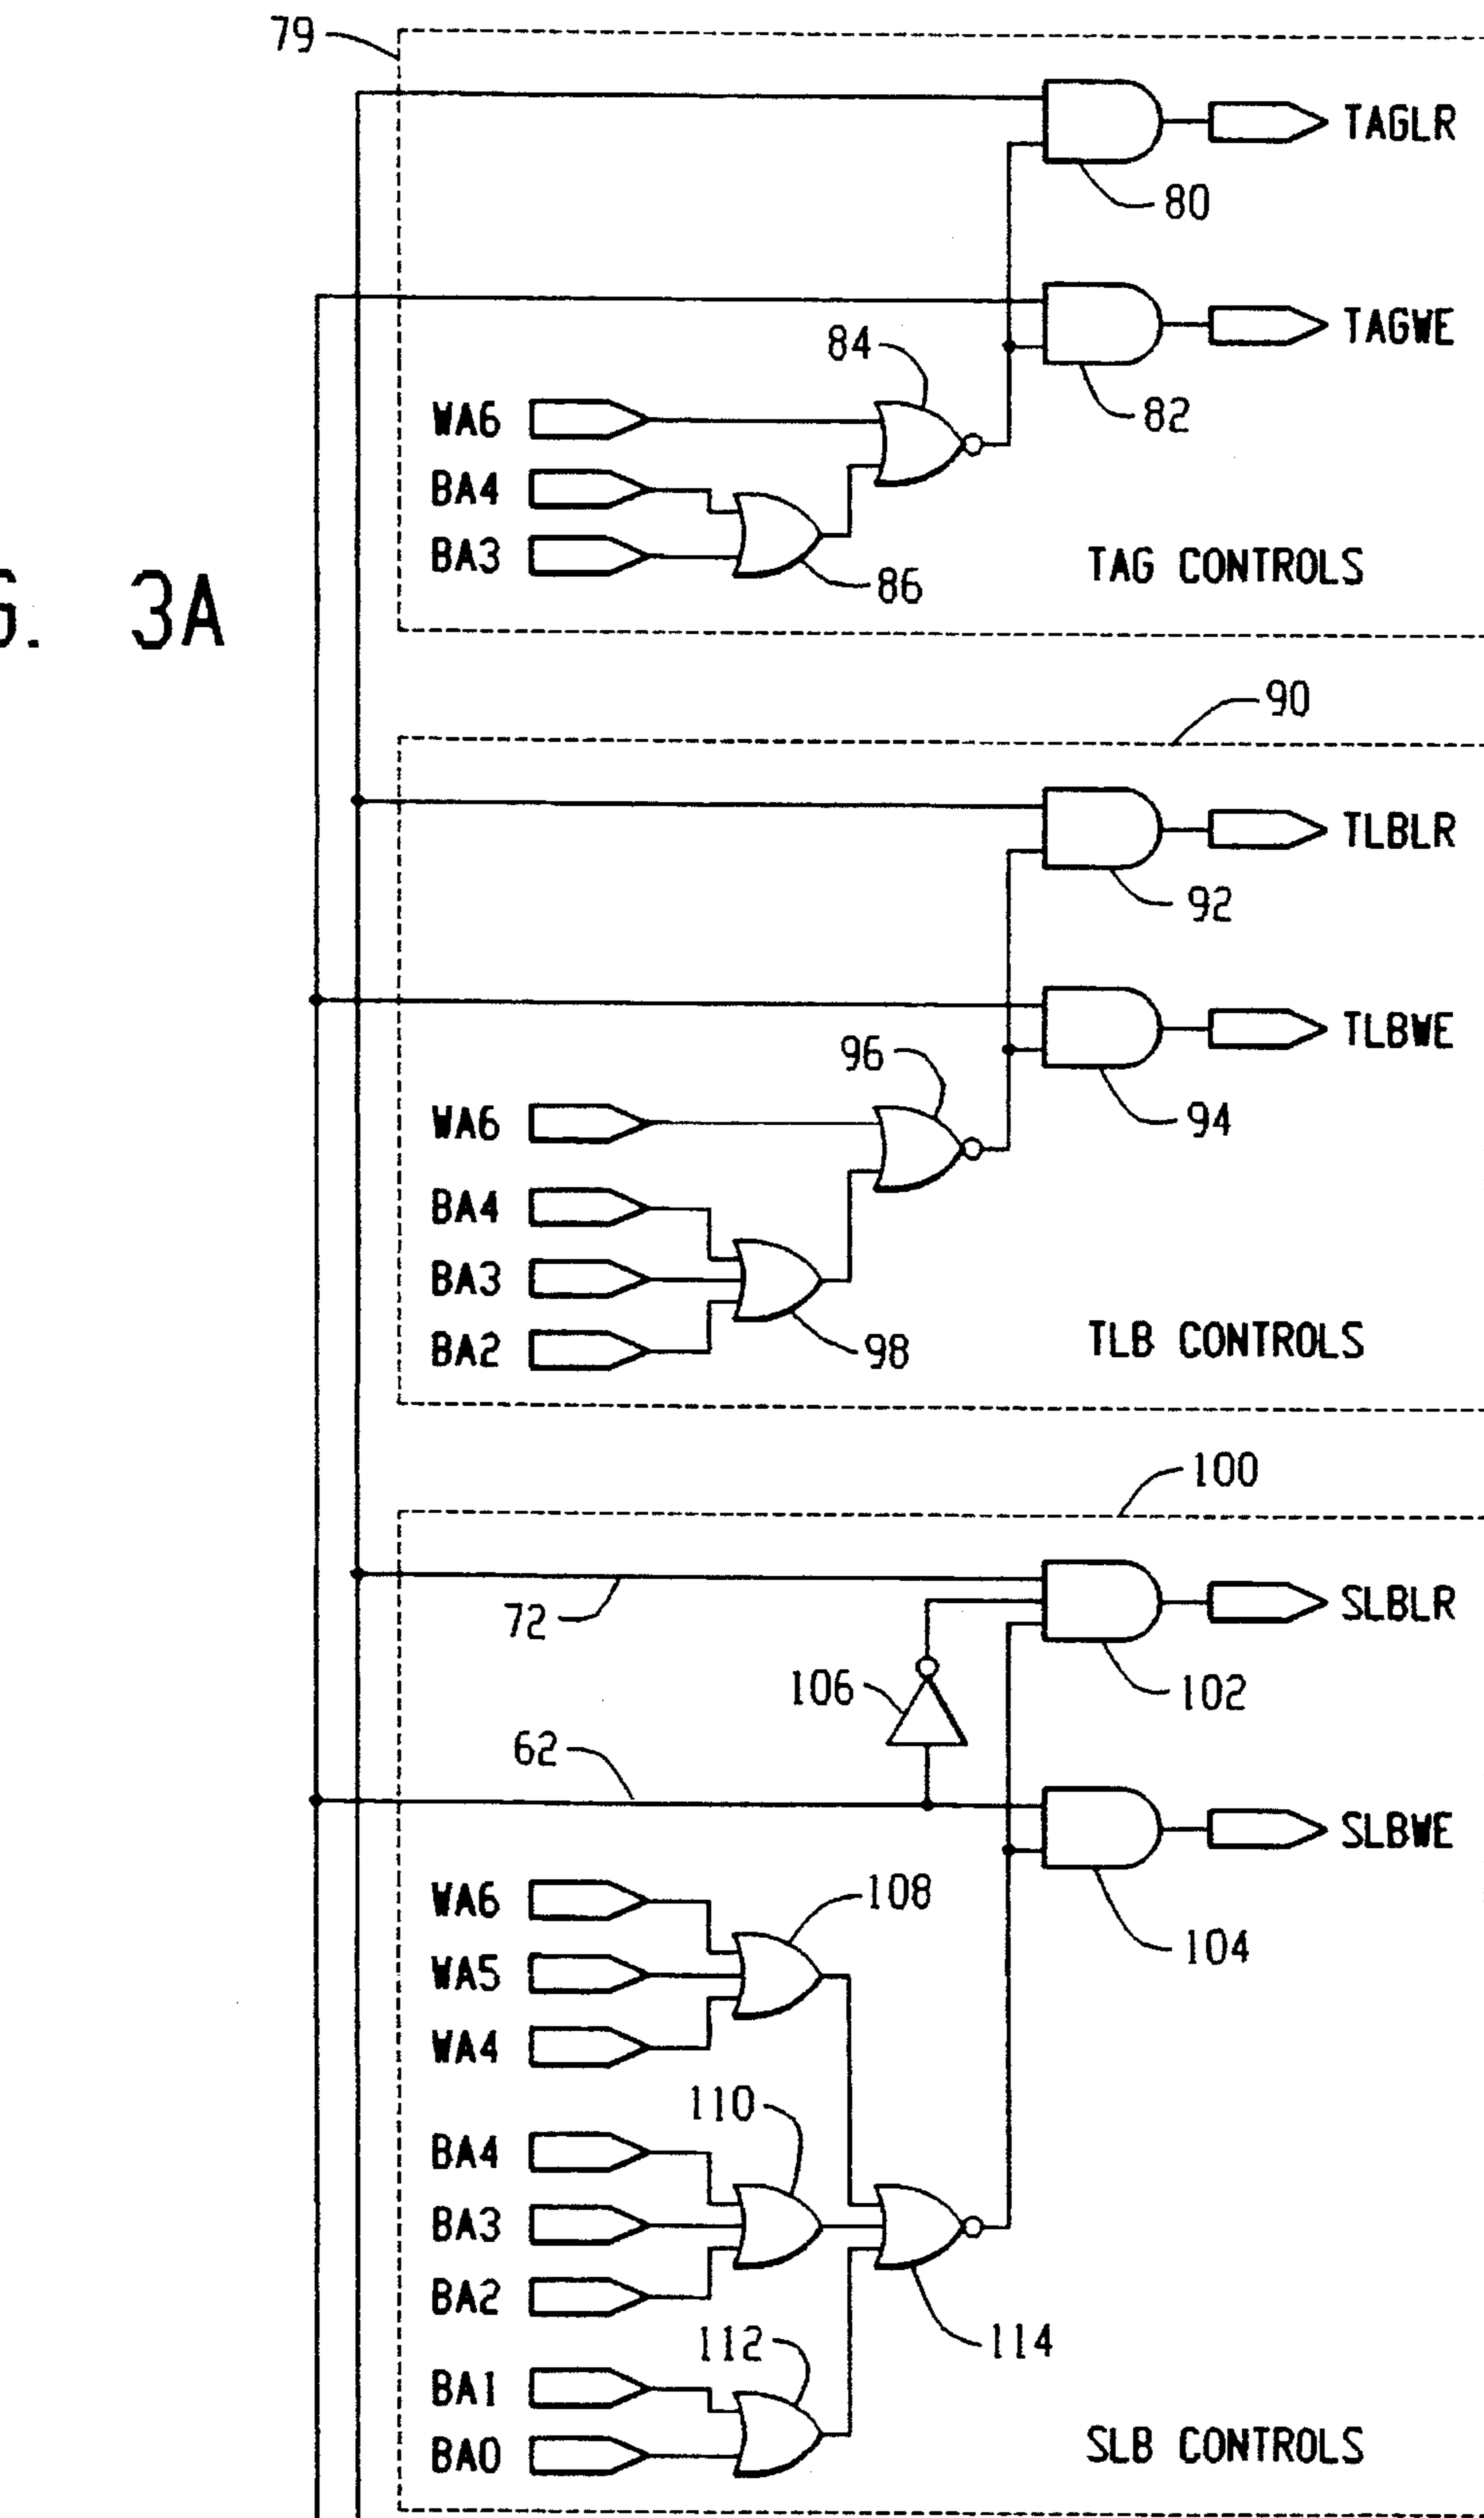 79
TAGLR
80
84
TAGWE
82
WA6
BA4
BA3
86
TAG CONTROLS
G. 3A
90
TLBLR
92
96
TLBWE
94
WA6
BA4
BA3
BA2
98
TLB CONTROLS
100
72
SLBLR
102
106
62
SLBWE
104
WA6
108
WA5
WA4
110
BA4
BA3
BA2
114
112
BA1
BA0
SLB CONTROLS